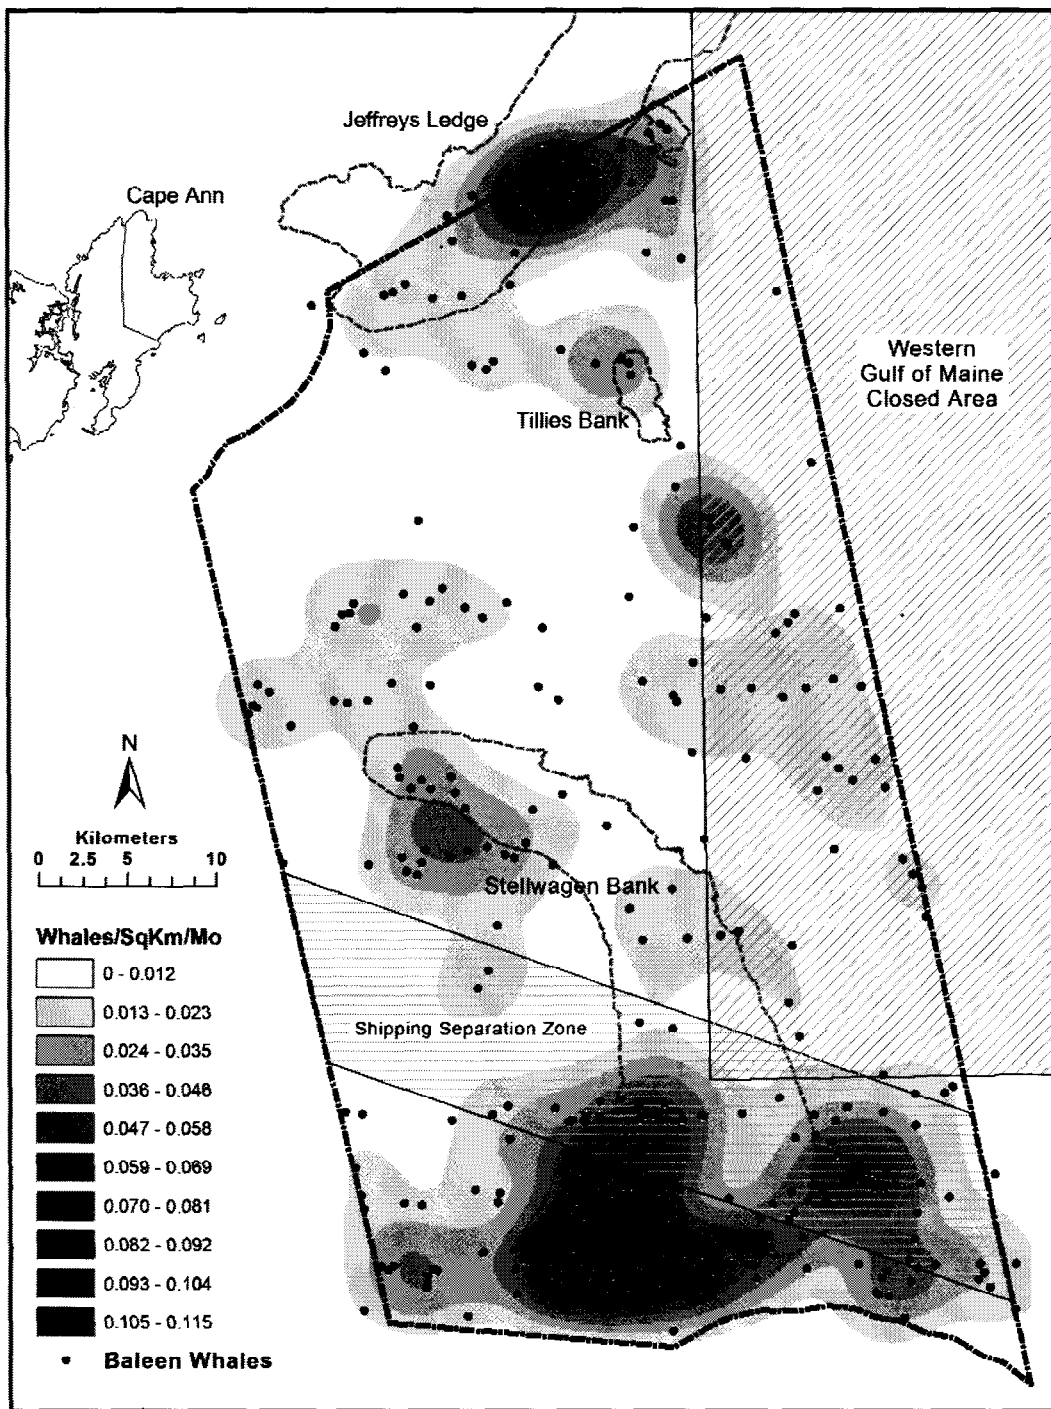 Jeffreys Ledge
Cape Ann
Western
Gulf of Maine
Closed Area
Tillies Bank
N
Kilometers
0 2.5 5 10
Stellwagen Bank
Whales/SqKm/Mo
0 - 0.012
0.013 - 0.023
0.024 - 0.035
0.036 - 0.046
0.047 - 0.058
0.059 - 0.069
0.070 - 0.081
0.082 - 0.092
0.093 - 0.104
0.105 - 0.115
Baleen Whales
Shipping Separation Zone